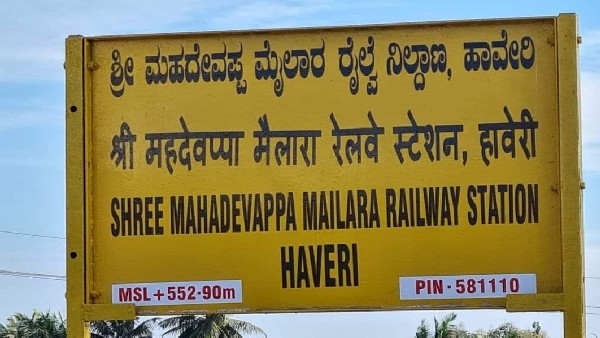 ಶ್ರೀ ಮಹದೇವಪ್ಪ ಮೈಲಾರ ರೈಲ್ವೆ ನಿಲ್ದಾಣ, ಹಾವೇರಿ
श्री महदेवप्पा मैलारा रेलवे स्टेशन, हावेरी
SHREE MAHADEVAPPA MAILARA RAILWAY STATION
HAVERI
MSL+552-90m
PIN-581110